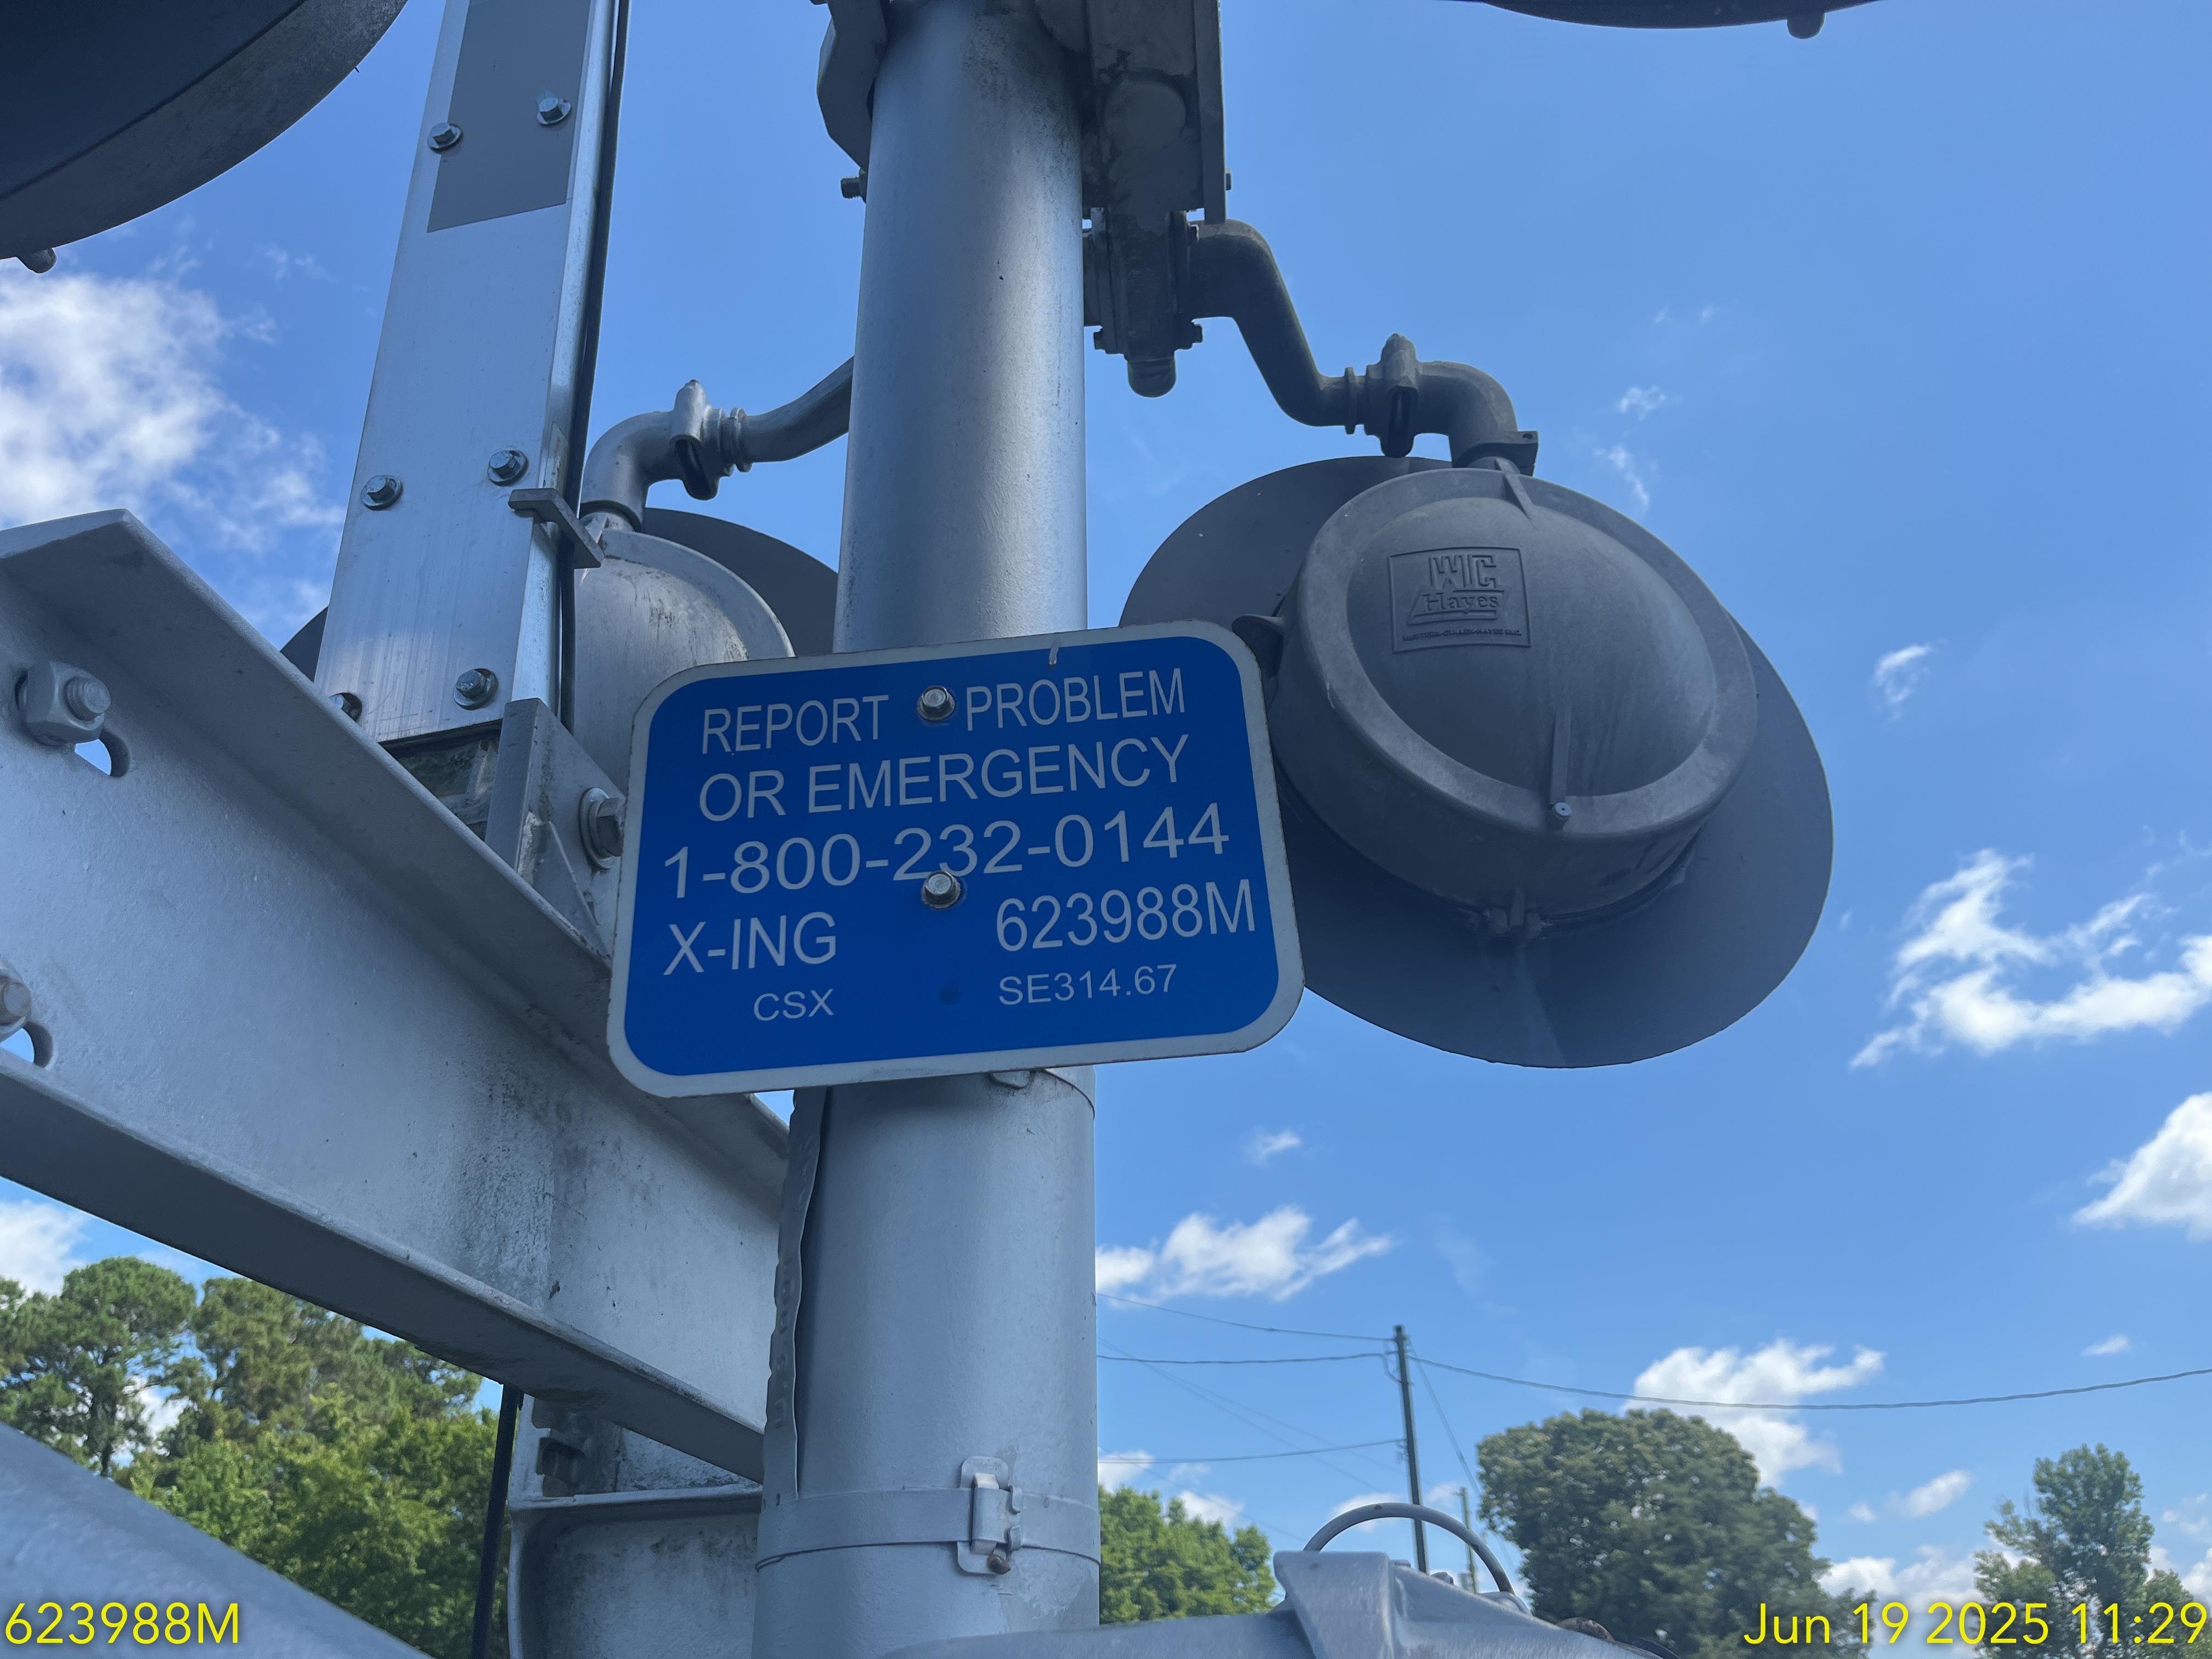 REPORT PROBLEM
OR EMERGENCY
1-800-232-0144
X-ING 623988M
CSX SE314.67
WCH
Hayes
623988M
Jun 19 2025 11:29